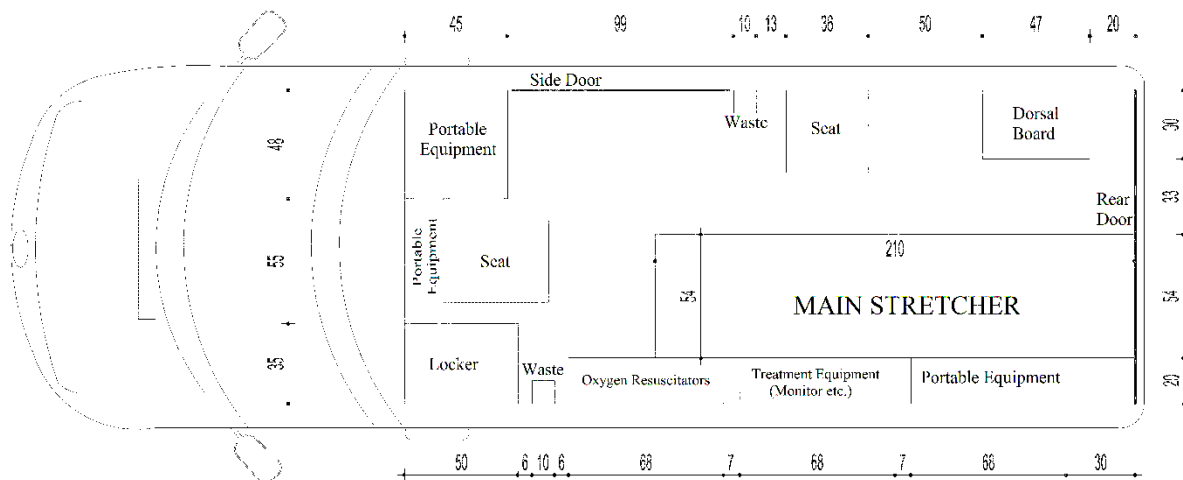 45 99 10 13 36 50 47 20
Side Door
Portable
Equipment
Waste
Seat
Dorsal
Board
48
30
Rear
Door
33
Portable
Equipment
Seat
55
210
54
MAIN STRETCHER
54
Locker
Waste
Oxygen Resuscitators
Treatment Equipment
(Monitor etc.)
Portable Equipment
35
20
50 6 10 6 68 7 68 7 68 30